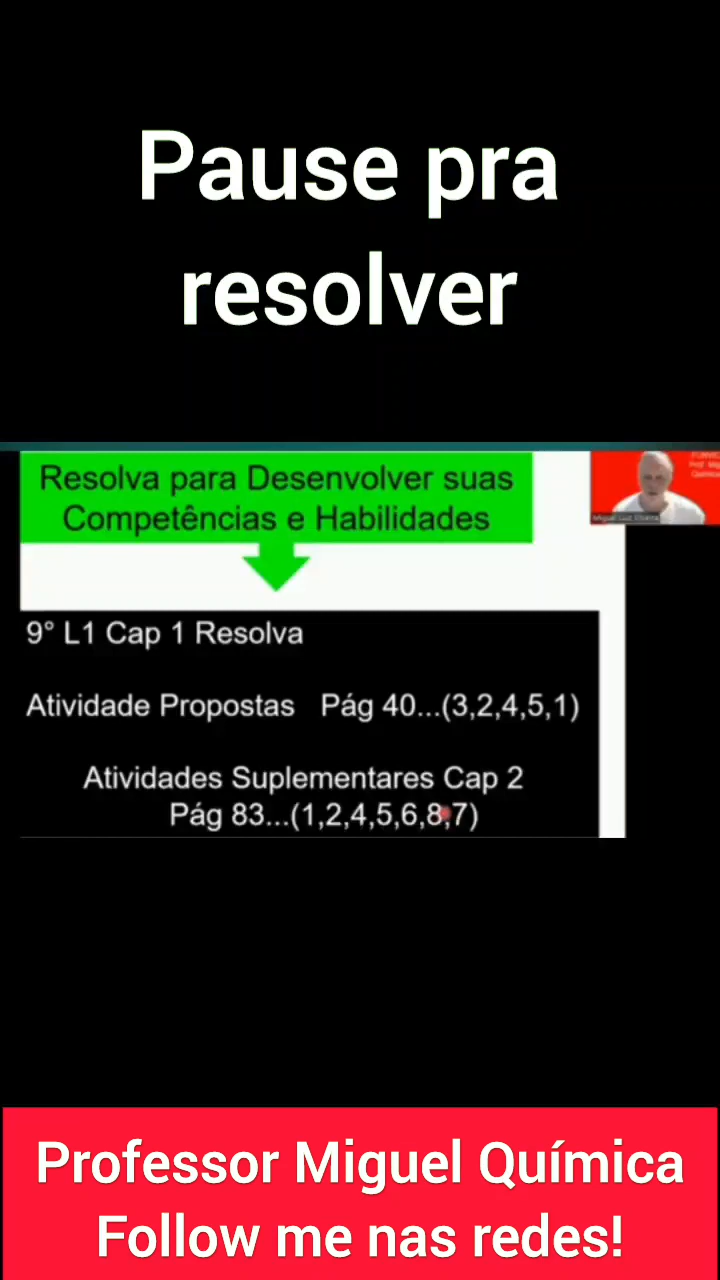 Pause pra
resolver
Resolva para Desenvolver suas
Competências e Habilidades
9° L1 Cap 1 Resolva
Atividade Propostas Pág 40...(3,2,4,5,1)
Atividades Suplementares Cap 2
Pág 83...(1,2,4,5,6,8,7)
Professor Miguel Química
Follow me nas redes!